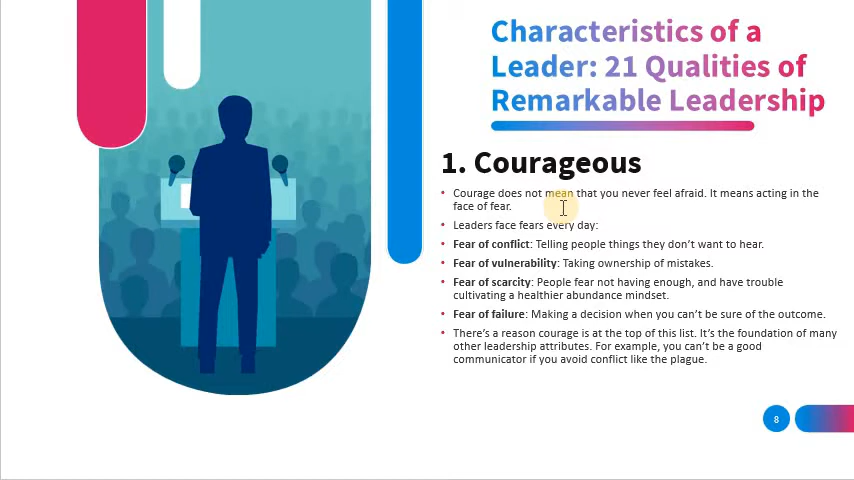 Characteristics of a
Leader: 21 Qualities of
Remarkable Leadership
1. Courageous
• Courage does not mean that you never feel afraid. It means acting in the
face of fear.
• Leaders face fears every day:
• Fear of conflict: Telling people things they don’t want to hear.
• Fear of vulnerability: Taking ownership of mistakes.
• Fear of scarcity: People fear not having enough, and have trouble
cultivating a healthier abundance mindset.
• Fear of failure: Making a decision when you can’t be sure of the outcome.
• There’s a reason courage is at the top of this list. It’s the foundation of many
other leadership attributes. For example, you can’t be a good
communicator if you avoid conflict like the plague.
8